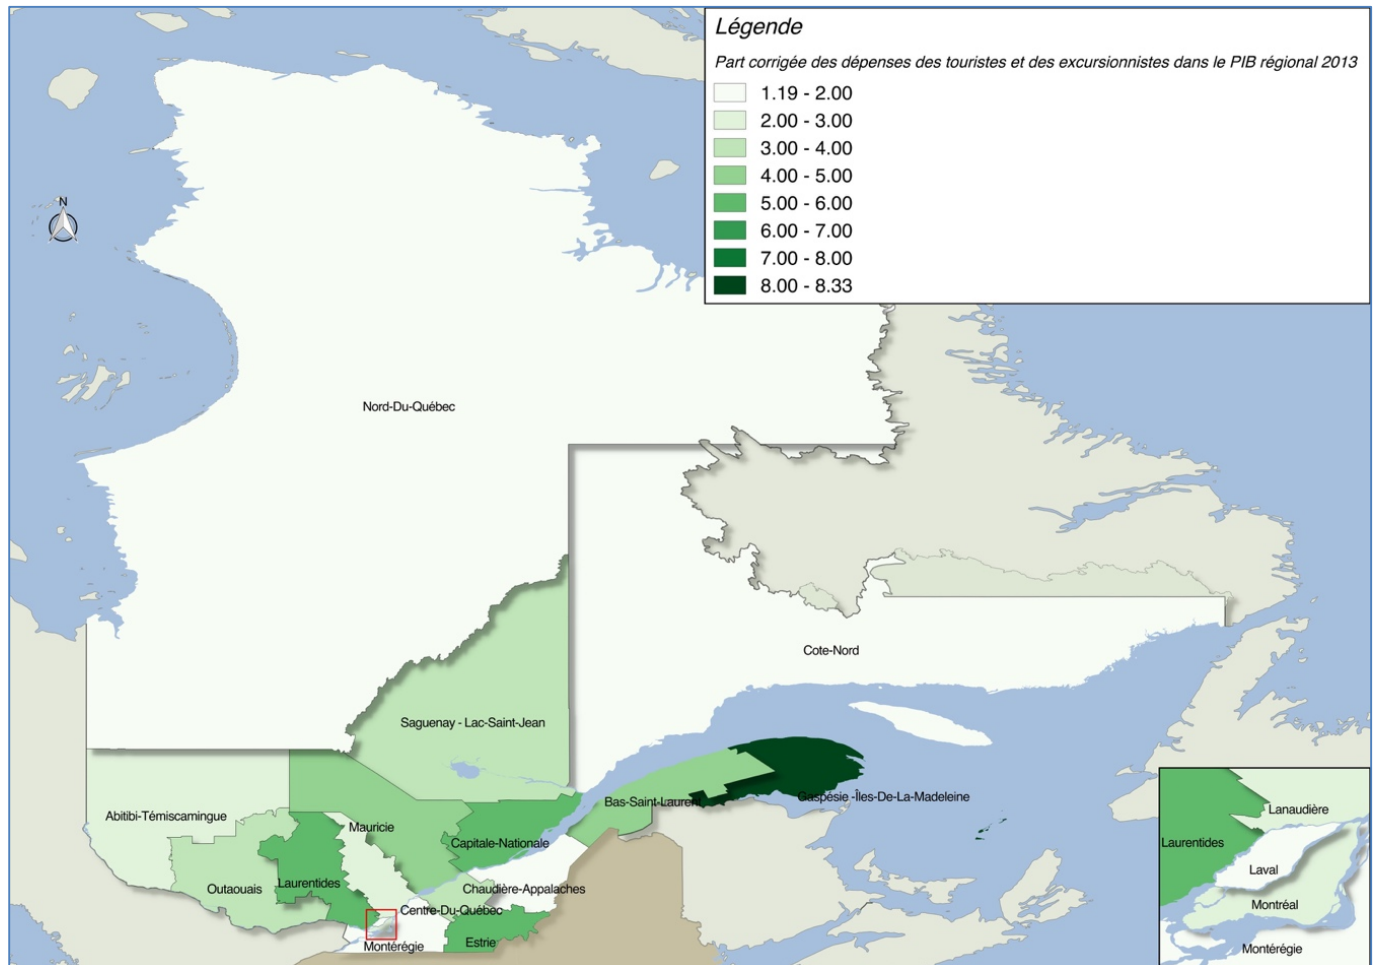 Légende
Part corrigée des dépenses des touristes et des excursionnistes dans le PIB régional 2013
1.19 - 2.00
2.00 - 3.00
3.00 - 4.00
4.00 - 5.00
5.00 - 6.00
6.00 - 7.00
7.00 - 8.00
8.00 - 8.33
N
Nord-Du-Québec
Cote-Nord
Saguenay - Lac-Saint-Jean
Bas-Saint-Laurent
Gaspésie -Îles-De-La-Madeleine
Abitibi-Témiscamingue
Mauricie
Capitale-Nationale
Outaouais
Laurentides
Chaudière-Appalaches
Centre-Du-Québec
Estrie
Montérégie
Lanaudière
Laurentides
Laval
Montréal
Montérégie